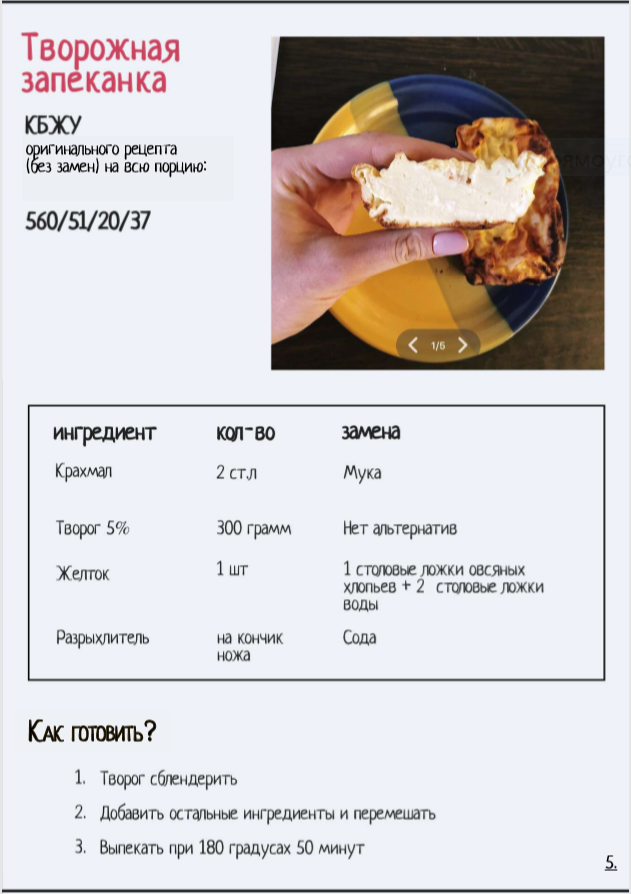 Творожная
запеканка
КБЖУ
оригинального рецепта
(без замен) на всю порцию:
560/51/20/37
1/5
ингредиент кол-во замена
Крахмал 2 ст.л Мука
Творог 5% 300 грамм Нет альтернатив
Желток 1 шт 1 столовые ложки овсяных
хлопьев + 2 столовые ложки
воды
Разрыхлитель на кончик Сода
ножа
Как готовить?
1. Творог сблендерить
2. Добавить остальные ингредиенты и перемешать
3. Выпекать при 180 градусах 50 минут
5.